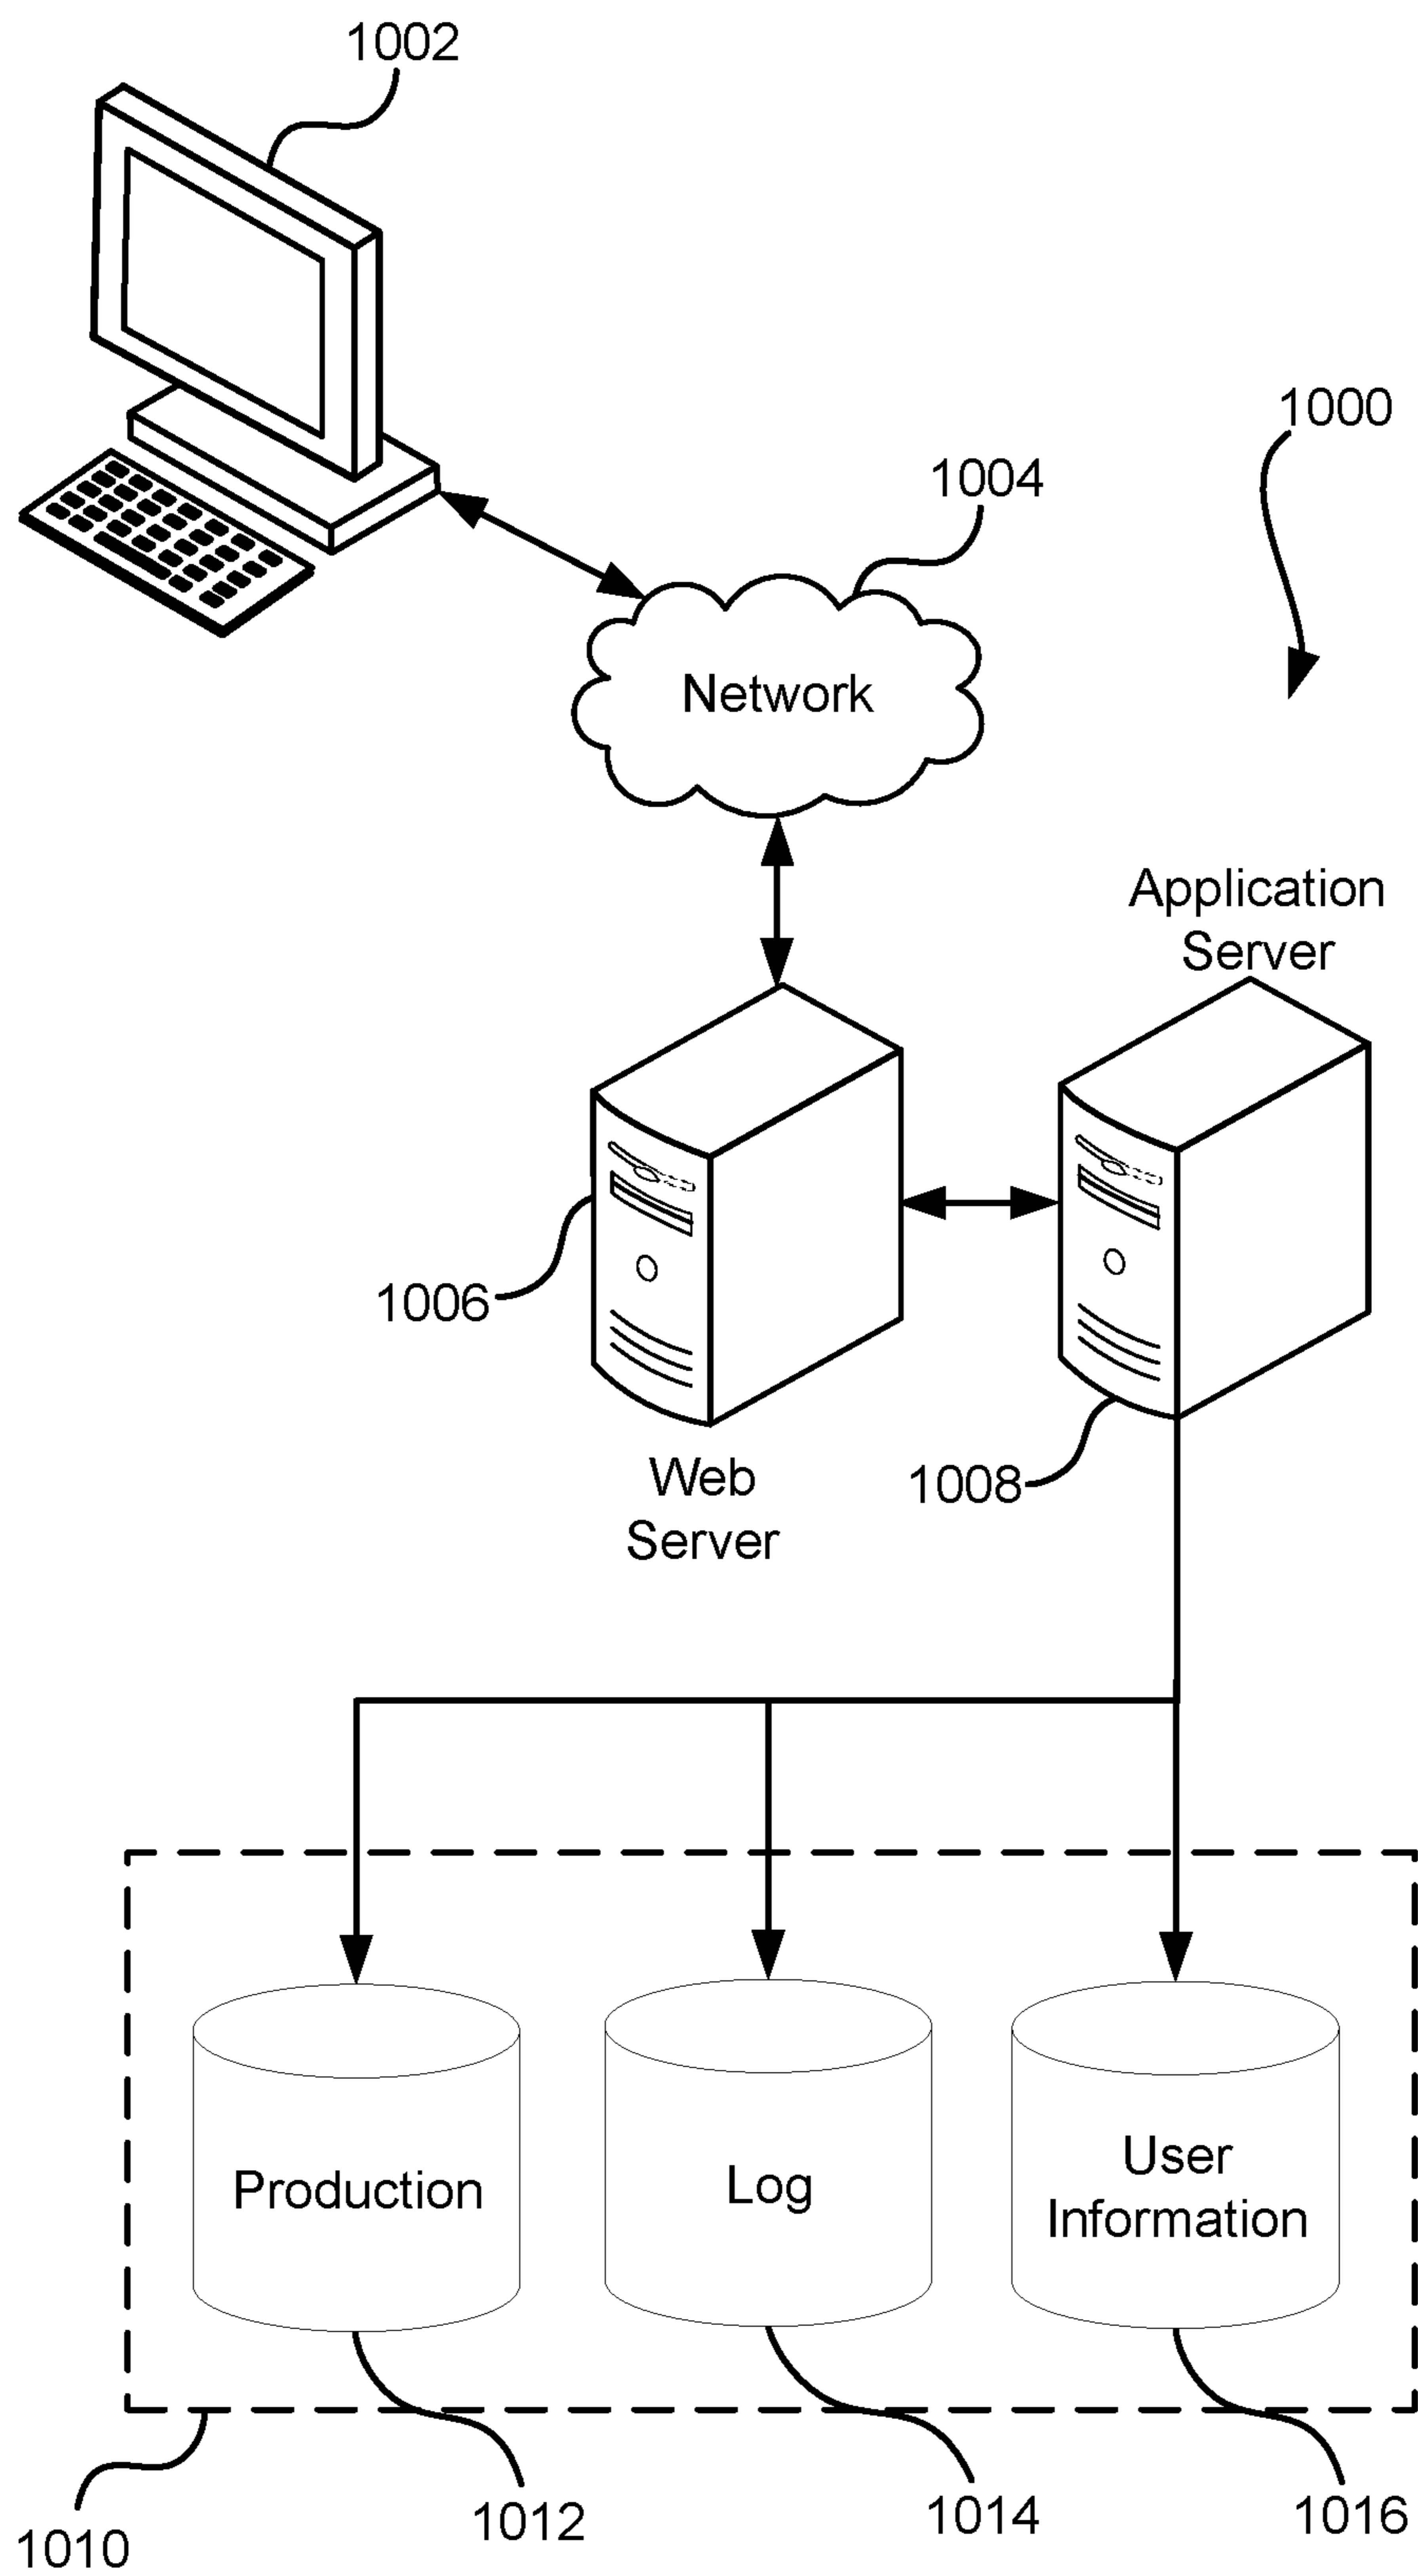 1002
1000
1004
Network
Application
Server
1006
Web
Server
1008
Production
Log
User
Information
1010
1012
1014
1016